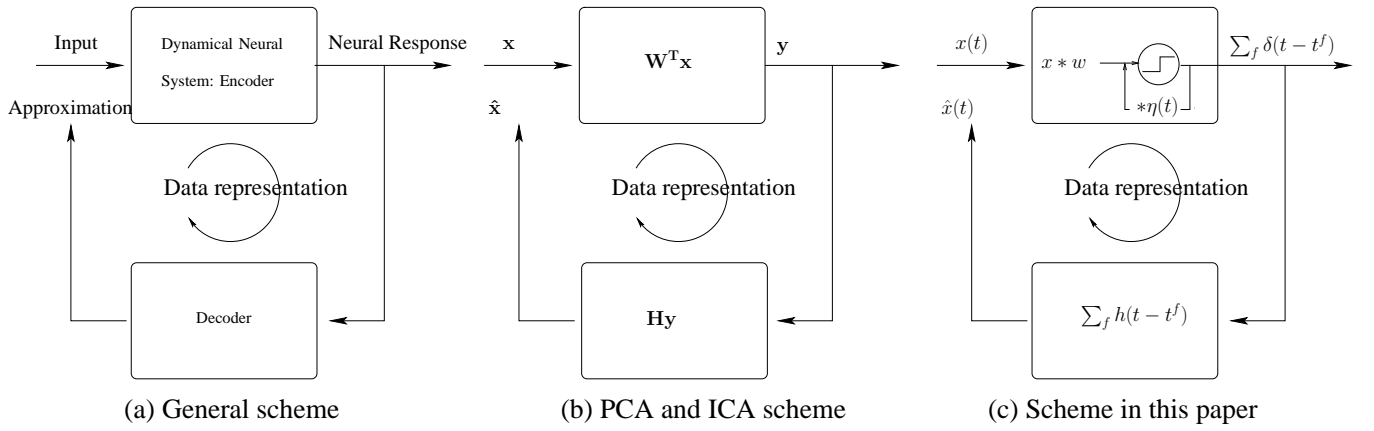 Input
Dynamical Neural
System: Encoder
Neural Response
Approximation
Data representation
Decoder
(a) General scheme
x
W^T x
y
x̂
Data representation
Hy
(b) PCA and ICA scheme
x(t)
x * w
∑_f δ(t − t^f)
*η(t)
x̂(t)
Data representation
∑_f h(t − t^f)
(c) Scheme in this paper